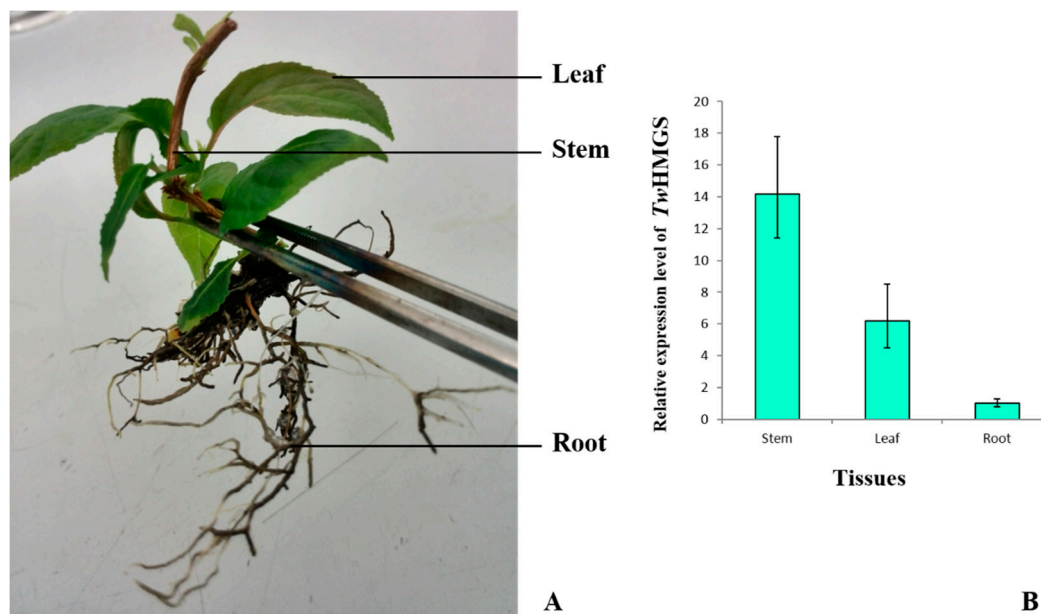 Leaf
Stem
Root
A
Relative expression level of TwHMGS
20
18
16
14
12
10
8
6
4
2
0
Stem
Leaf
Root
Tissues
B